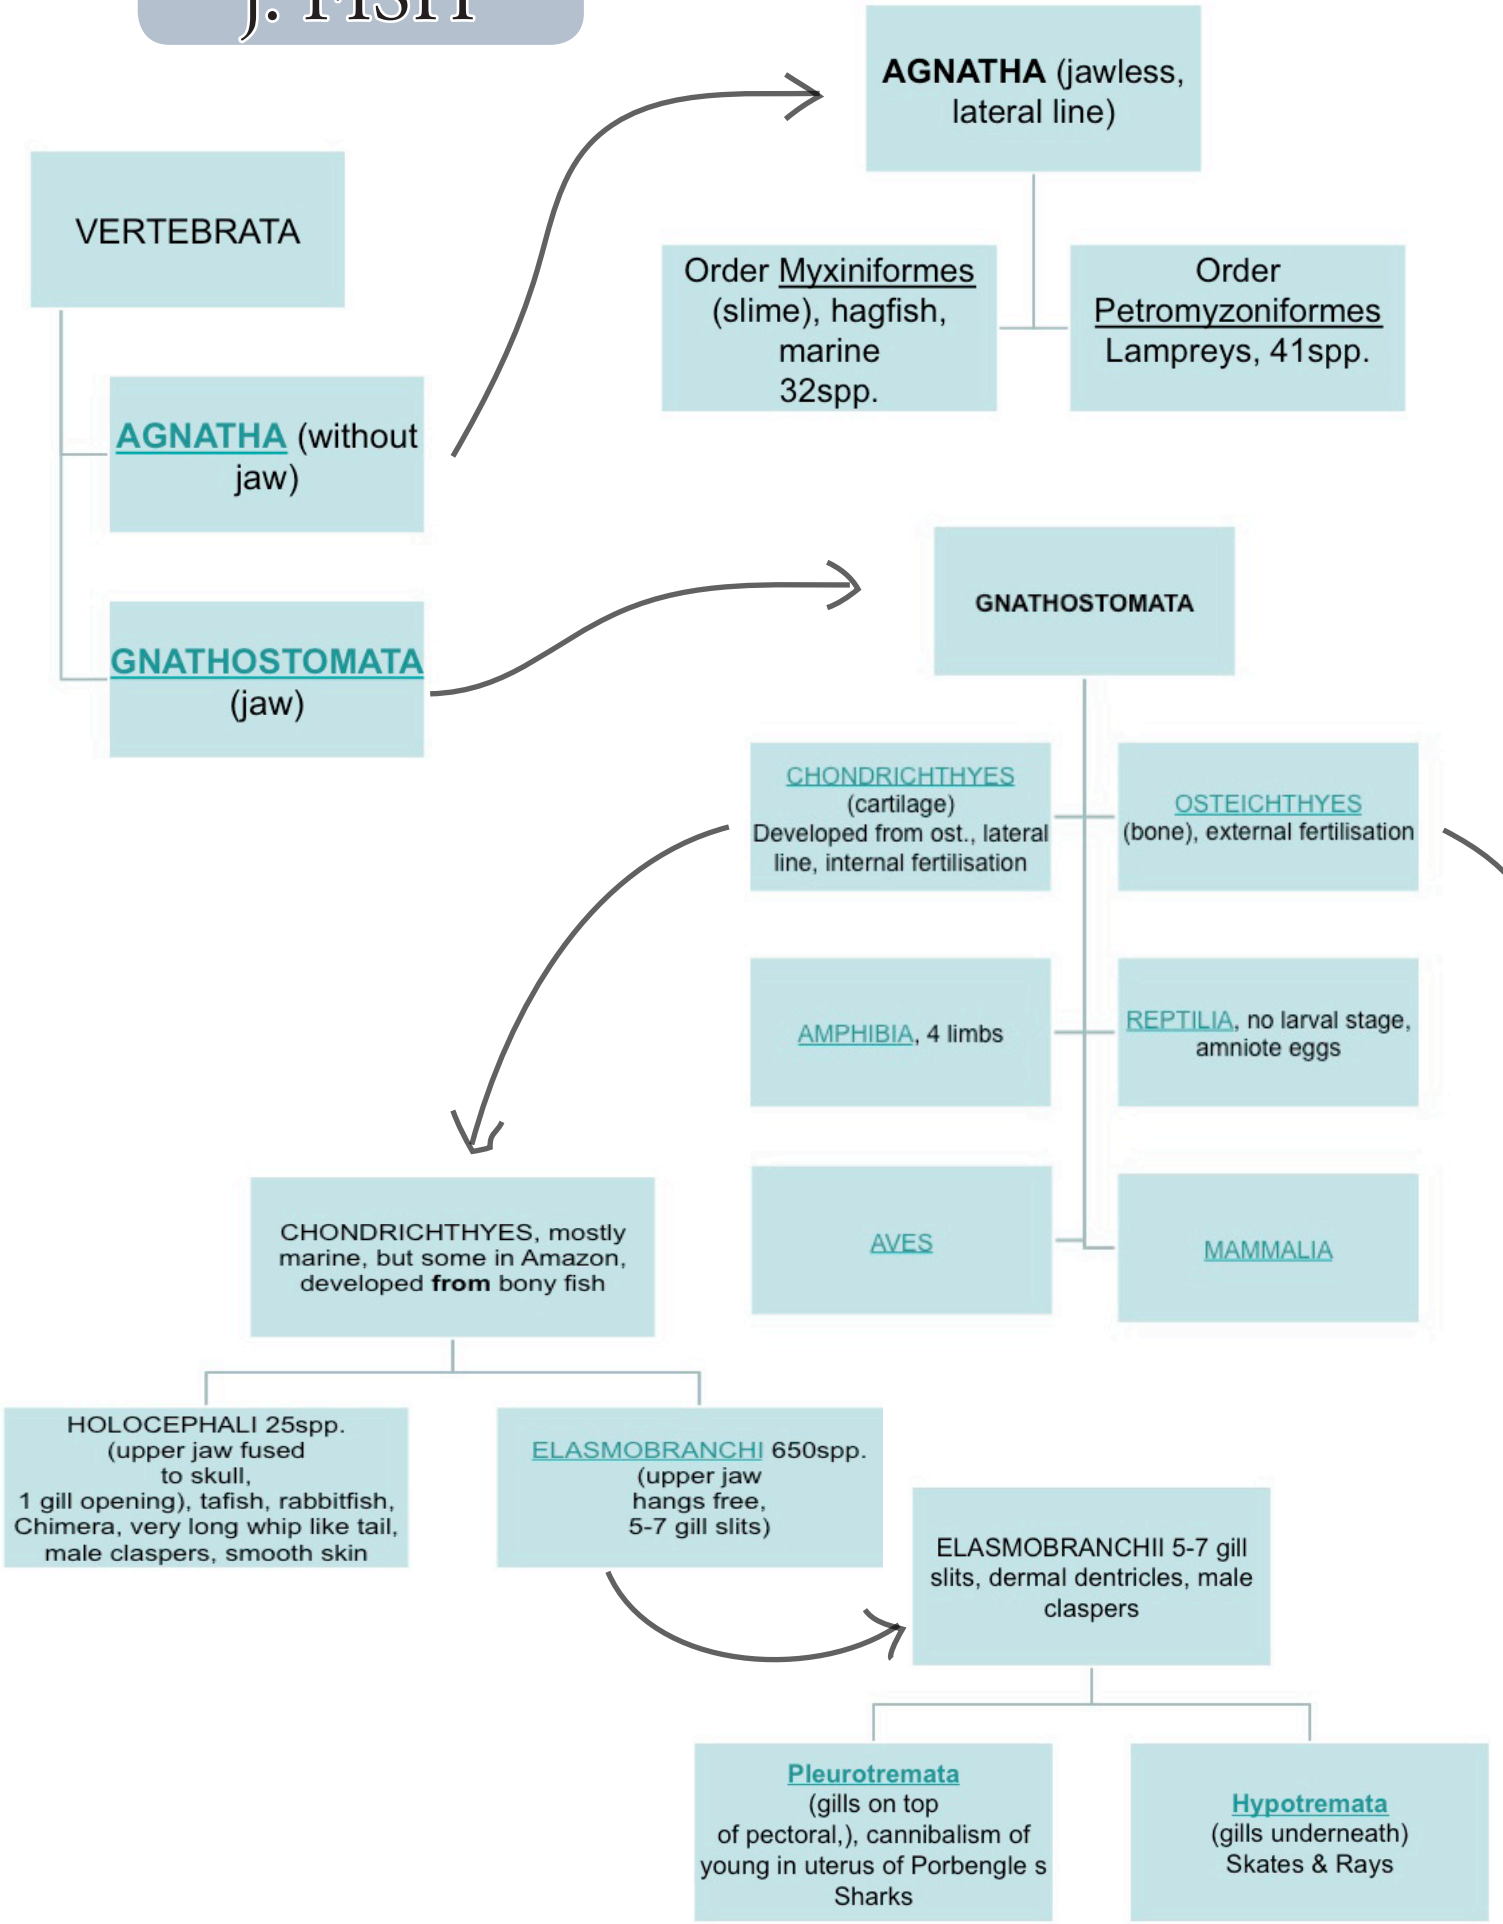 J. FISH
VERTEBRATA
AGNATHA (without
jaw)
GNATHOSTOMATA
(jaw)
AGNATHA (jawless,
lateral line)
Order Myxiniformes
(slime), hagfish,
marine
32spp.
Order
Petromyzoniformes
Lampreys, 41spp.
GNATHOSTOMATA
CHONDRICHTHYES
(cartilage)
Developed from ost., lateral
line, internal fertilisation
OSTEICHTHYES
(bone), external fertilisation
AMPHIBIA, 4 limbs
REPTILIA, no larval stage,
amniote eggs
AVES
MAMMALIA
CHONDRICHTHYES, mostly
marine, but some in Amazon,
developed from bony fish
HOLOCEPHALI 25spp.
(upper jaw fused
to skull,
1 gill opening), tafish, rabbitfish,
Chimera, very long whip like tail,
male claspers, smooth skin
ELASMOBRANCHI 650spp.
(upper jaw
hangs free,
5-7 gill slits)
ELASMOBRANCHII 5-7 gill
slits, dermal dentricles, male
claspers
Pleurotremata
(gills on top
of pectoral,), cannibalism of
young in uterus of Porbengle s
Sharks
Hypotremata
(gills underneath)
Skates & Rays